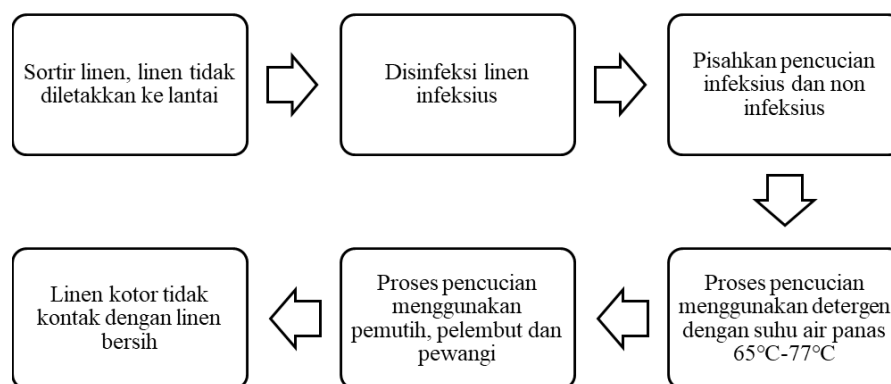 Sortir linen, linen tidak
diletakkan ke lantai
Disinfeksi linen
infeksius
Pisahkan pencucian
infeksius dan non
infeksius
Proses pencucian
menggunakan detergen
dengan suhu air panas
65℃-77℃
Proses pencucian
menggunakan
pemutih, pelembut dan
pewangi
Linen kotor tidak
kontak dengan linen
bersih